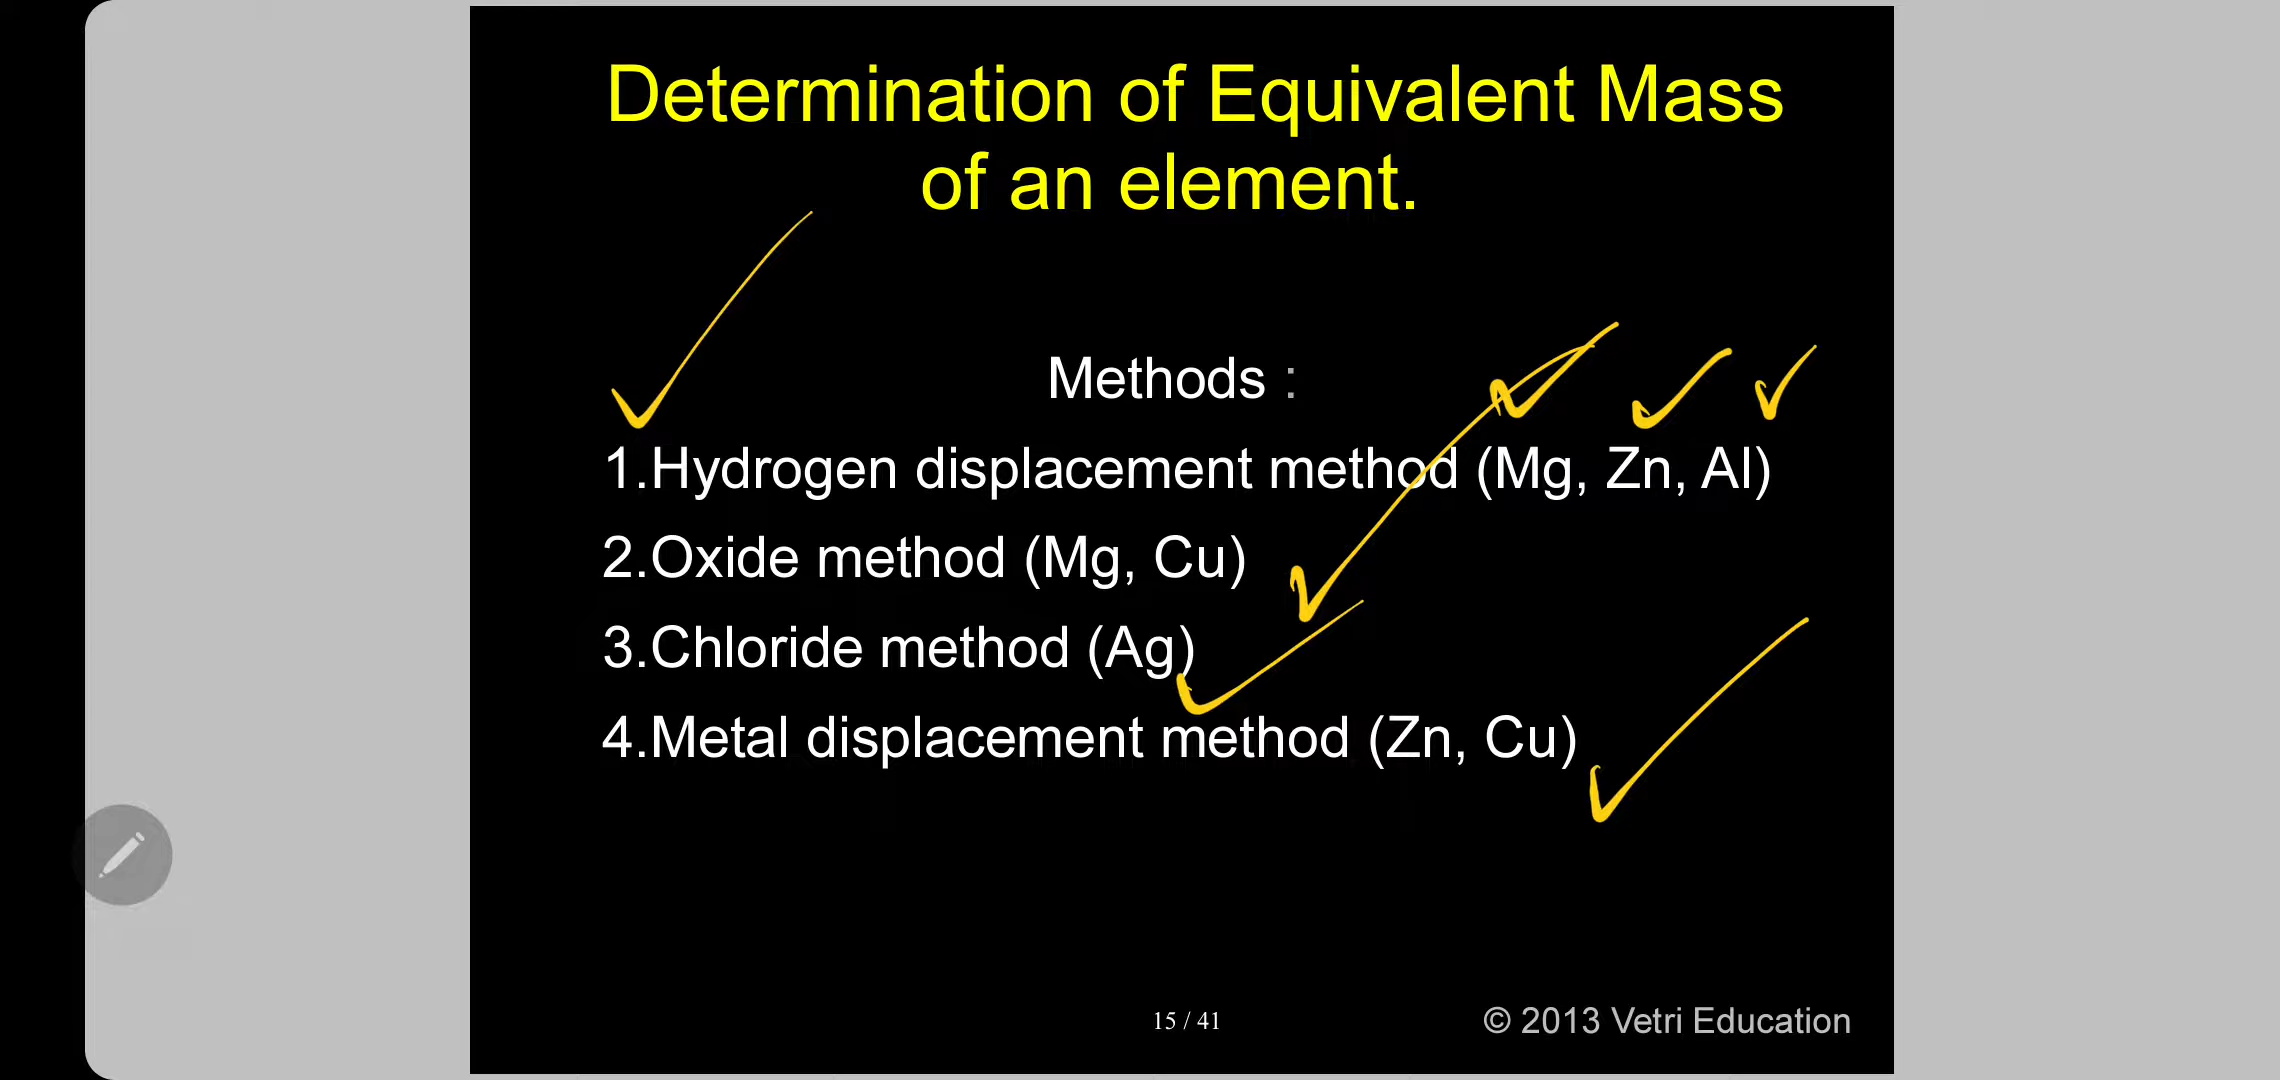 Determination of Equivalent Mass
of an element.
Methods :
1.Hydrogen displacement method (Mg, Zn, Al)
2.Oxide method (Mg, Cu)
3.Chloride method (Ag)
4.Metal displacement method (Zn, Cu)
15 / 41
© 2013 Vetri Education